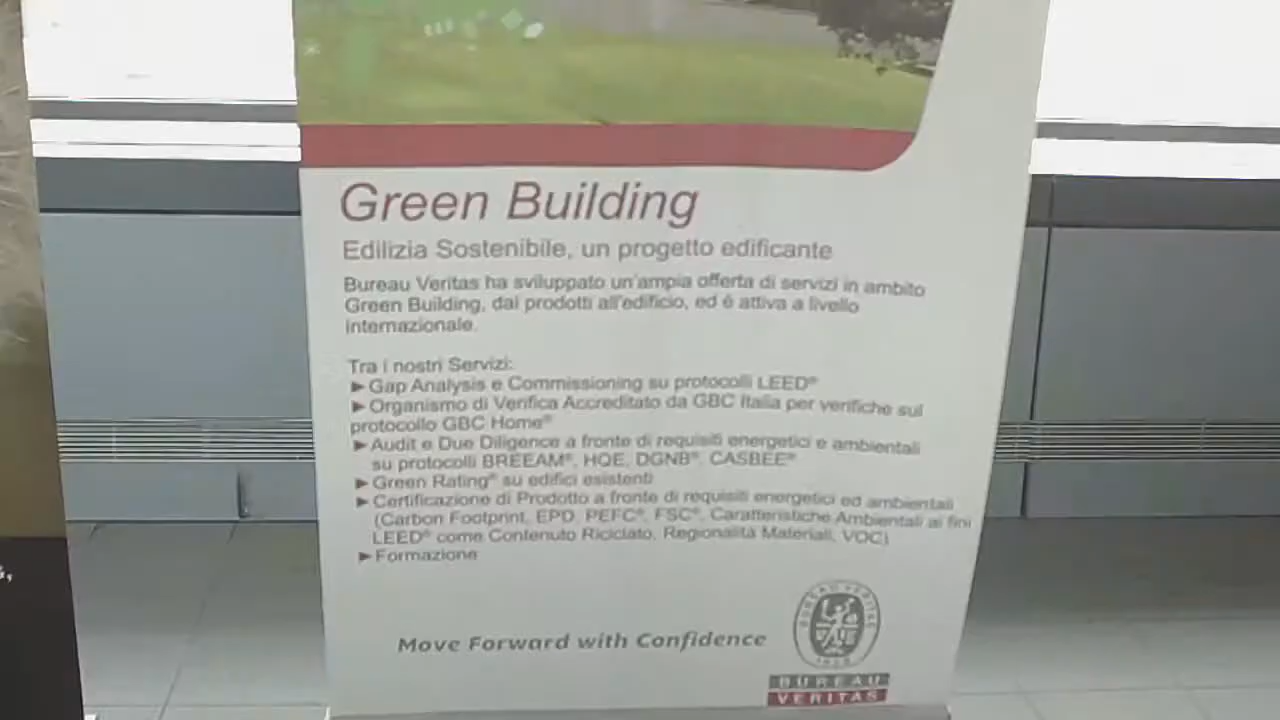 Green Building
Edilizia Sostenibile, un progetto edificante
Bureau Veritas ha sviluppato un'ampia offerta di servizi in ambito
Green Building, dai prodotti all'edificio, ed é attiva a livello
internazionale.
Tra i nostri Servizi:
►Gap Analysis e Commissioning su protocolli LEED®
►Organismo di Verifica Accreditato da GBC Italia per verifiche sul
protocollo GBC Home®
►Audit e Due Diligence a fronte di requisiti energetici e ambientali
su protocolli BREEAM®, HQE, DGNB®, CASBEE®
►Green Rating® su edifici esistenti
►Certificazione di Prodotto a fronte di requisiti energetici ed ambientali
(Carbon Footprint, EPD, PEFC®, FSC®, Caratteristiche Ambientali ai fini
LEED® come Contenuto Riciclato, Regionalità Materiali, VOC)
►Formazione
Move Forward with Confidence
BUREAU VERITAS
1828
BUREAU
VERITAS